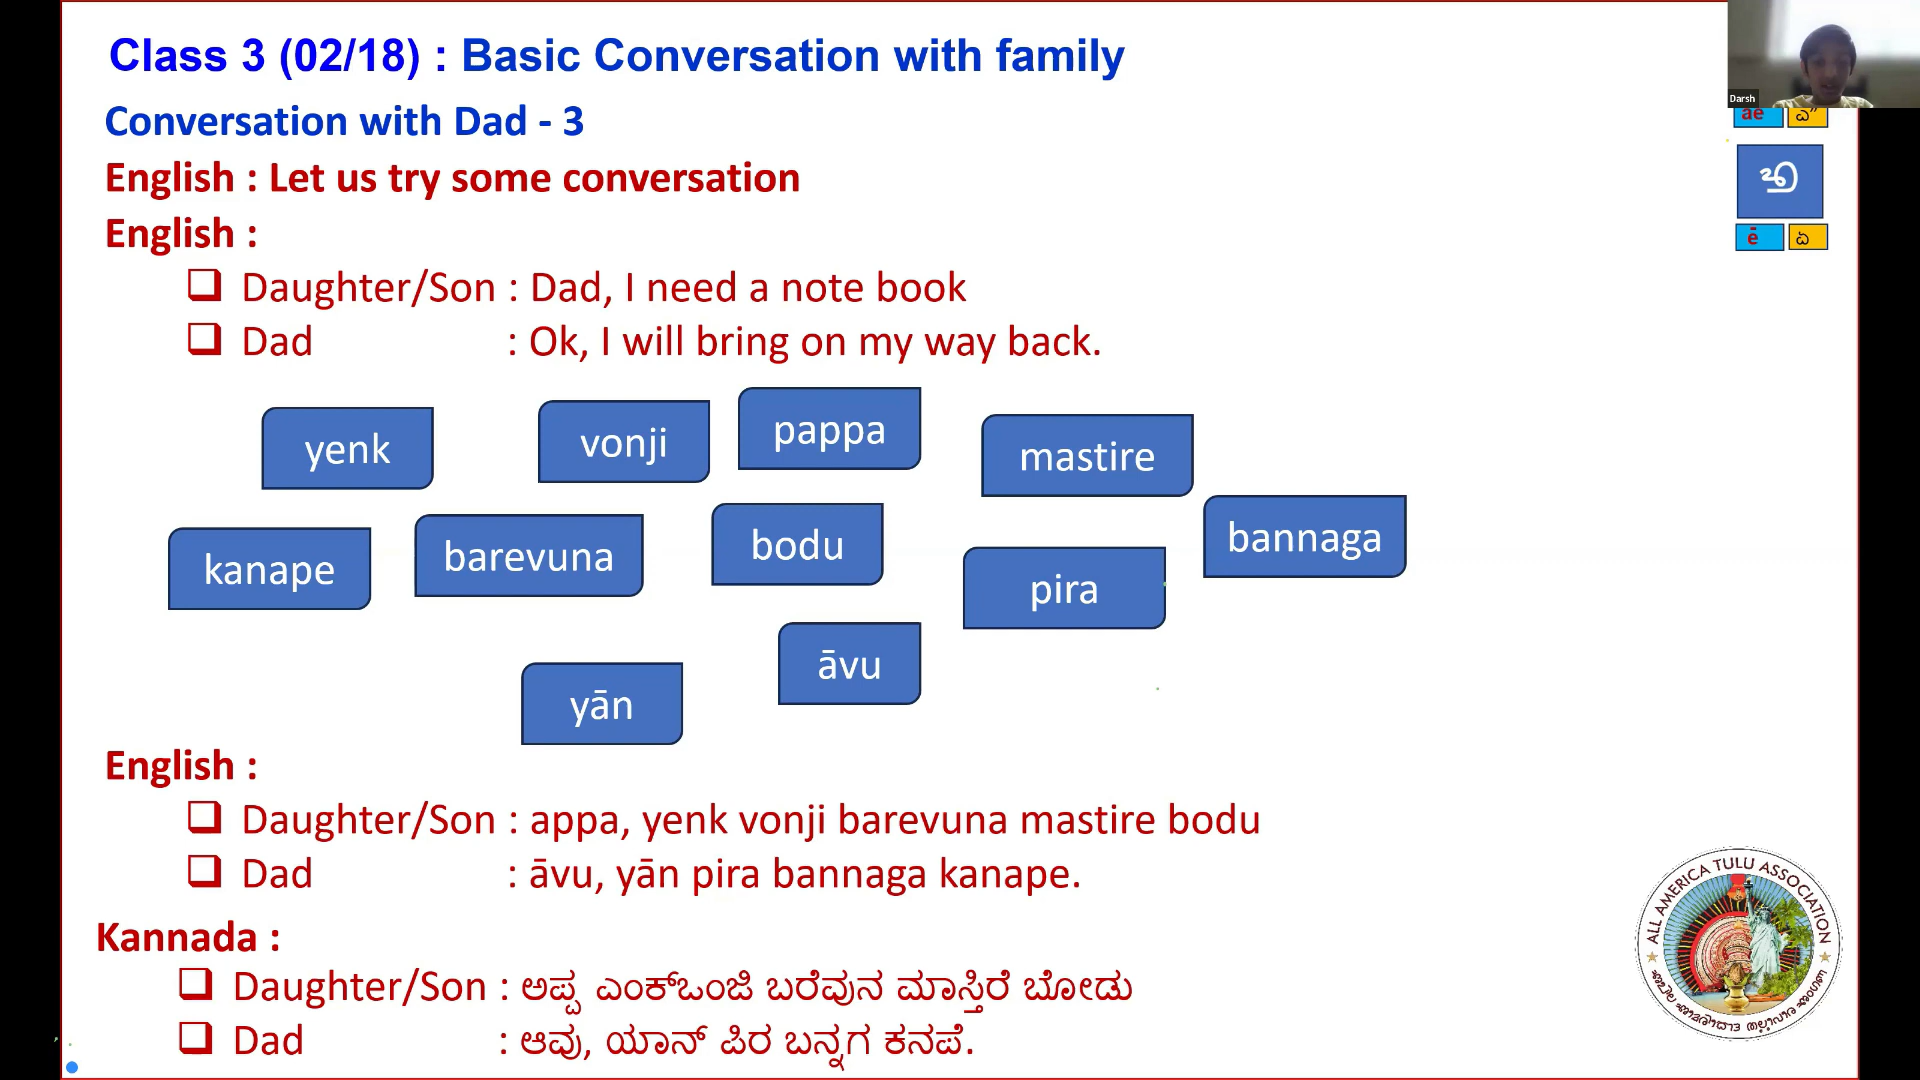 Class 3 (02/18) : Basic Conversation with family
Conversation with Dad - 3
English : Let us try some conversation
English :
Daughter/Son : Dad, I need a note book
Dad : Ok, I will bring on my way back.
yenk vonji pappa mastire
kanape barevuna bodu pira bannaga
yān āvu
English :
Daughter/Son : appa, yenk vonji barevuna mastire bodu
Dad : āvu, yān pira bannaga kanape.
Kannada :
Daughter/Son : ಅಪ್ಪ ಎಂಕ್ಒಂಜಿ ಬರೆವುನ ಮಾಸ್ತಿರೆ ಬೋಡು
Dad : ಆವು, ಯಾನ್ ಪಿರ ಬನ್ನಗ ಕನಪೆ.
Darsh
ae ಎ”
ē ಏ
ALL AMERICA TULU ASSOCIATION